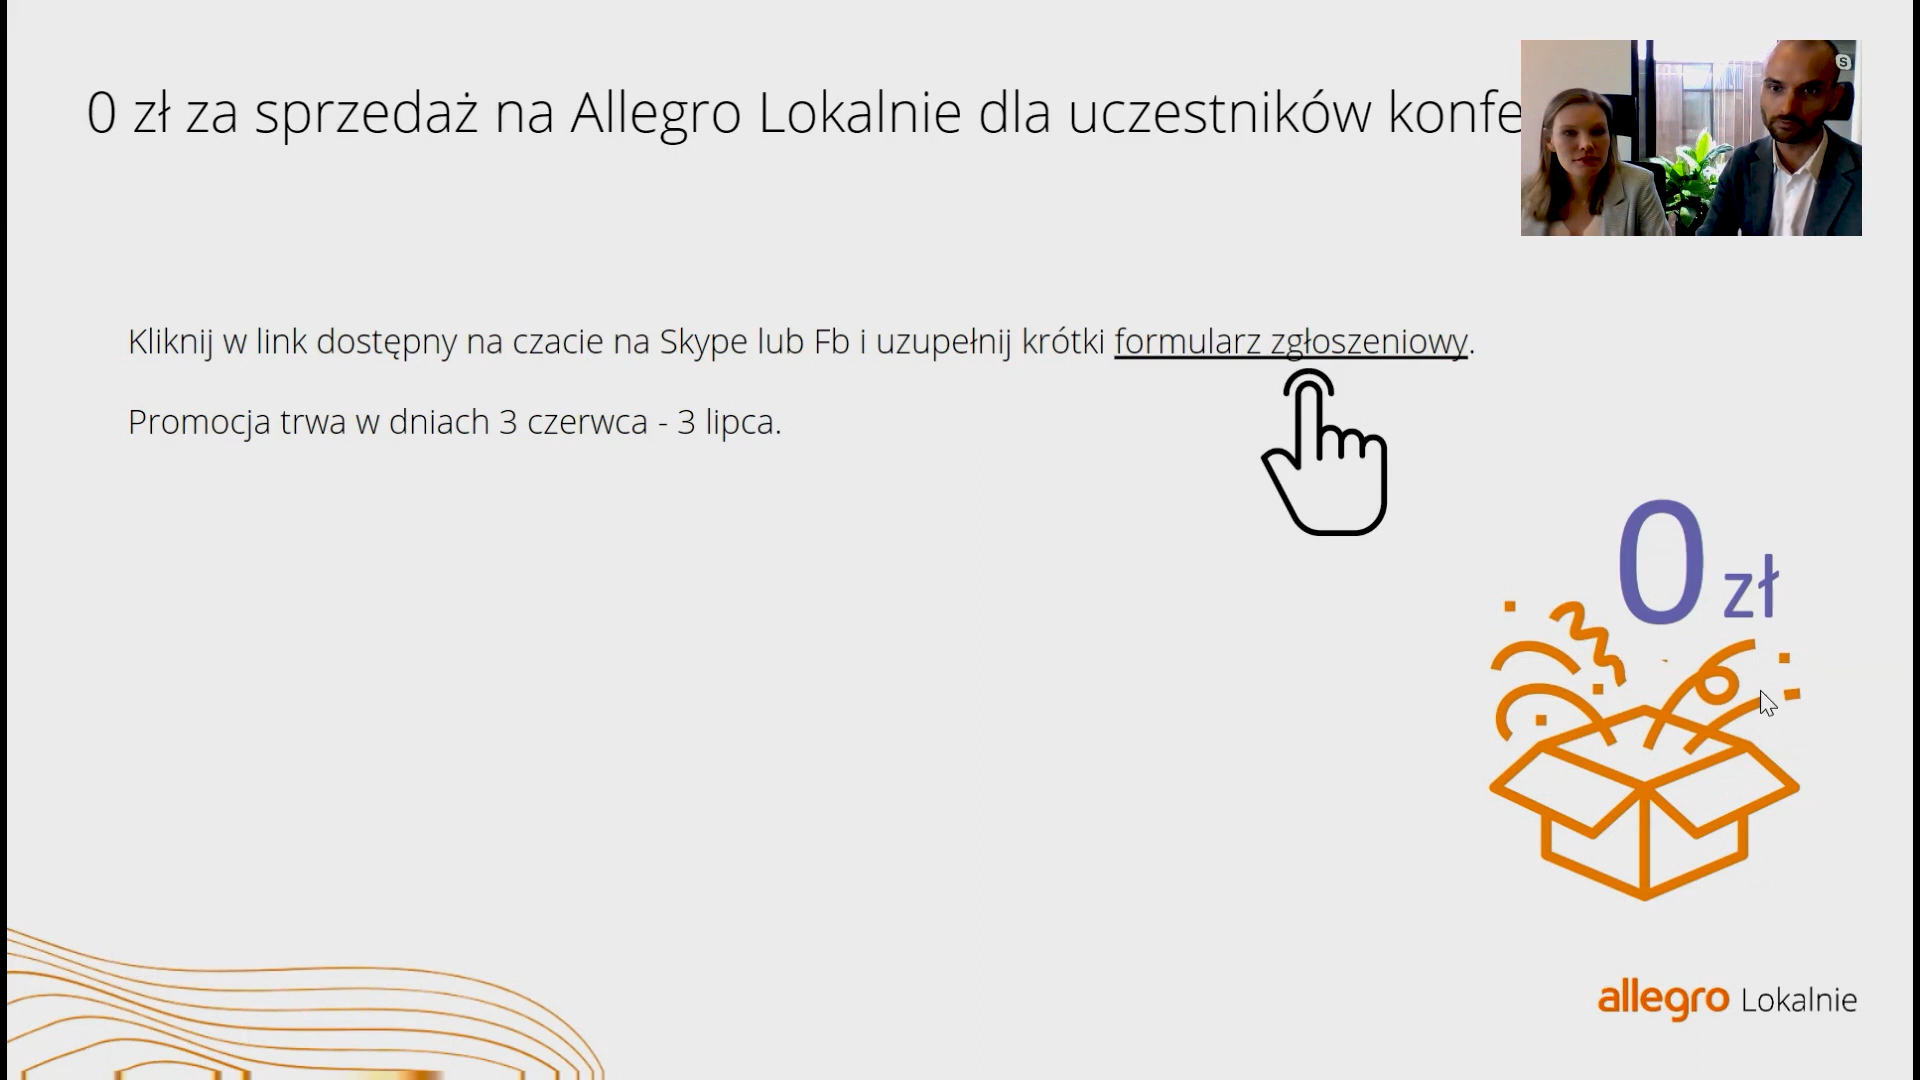 0 zł za sprzedaż na Allegro Lokalnie dla uczestników
Kliknij w link dostępny na czacie na Skype lub Fb i uzupełnij krótki formularz zgłoszeniowy.
Promocja trwa w dniach 3 czerwca - 3 lipca.
0 zł
allegro Lokalnie